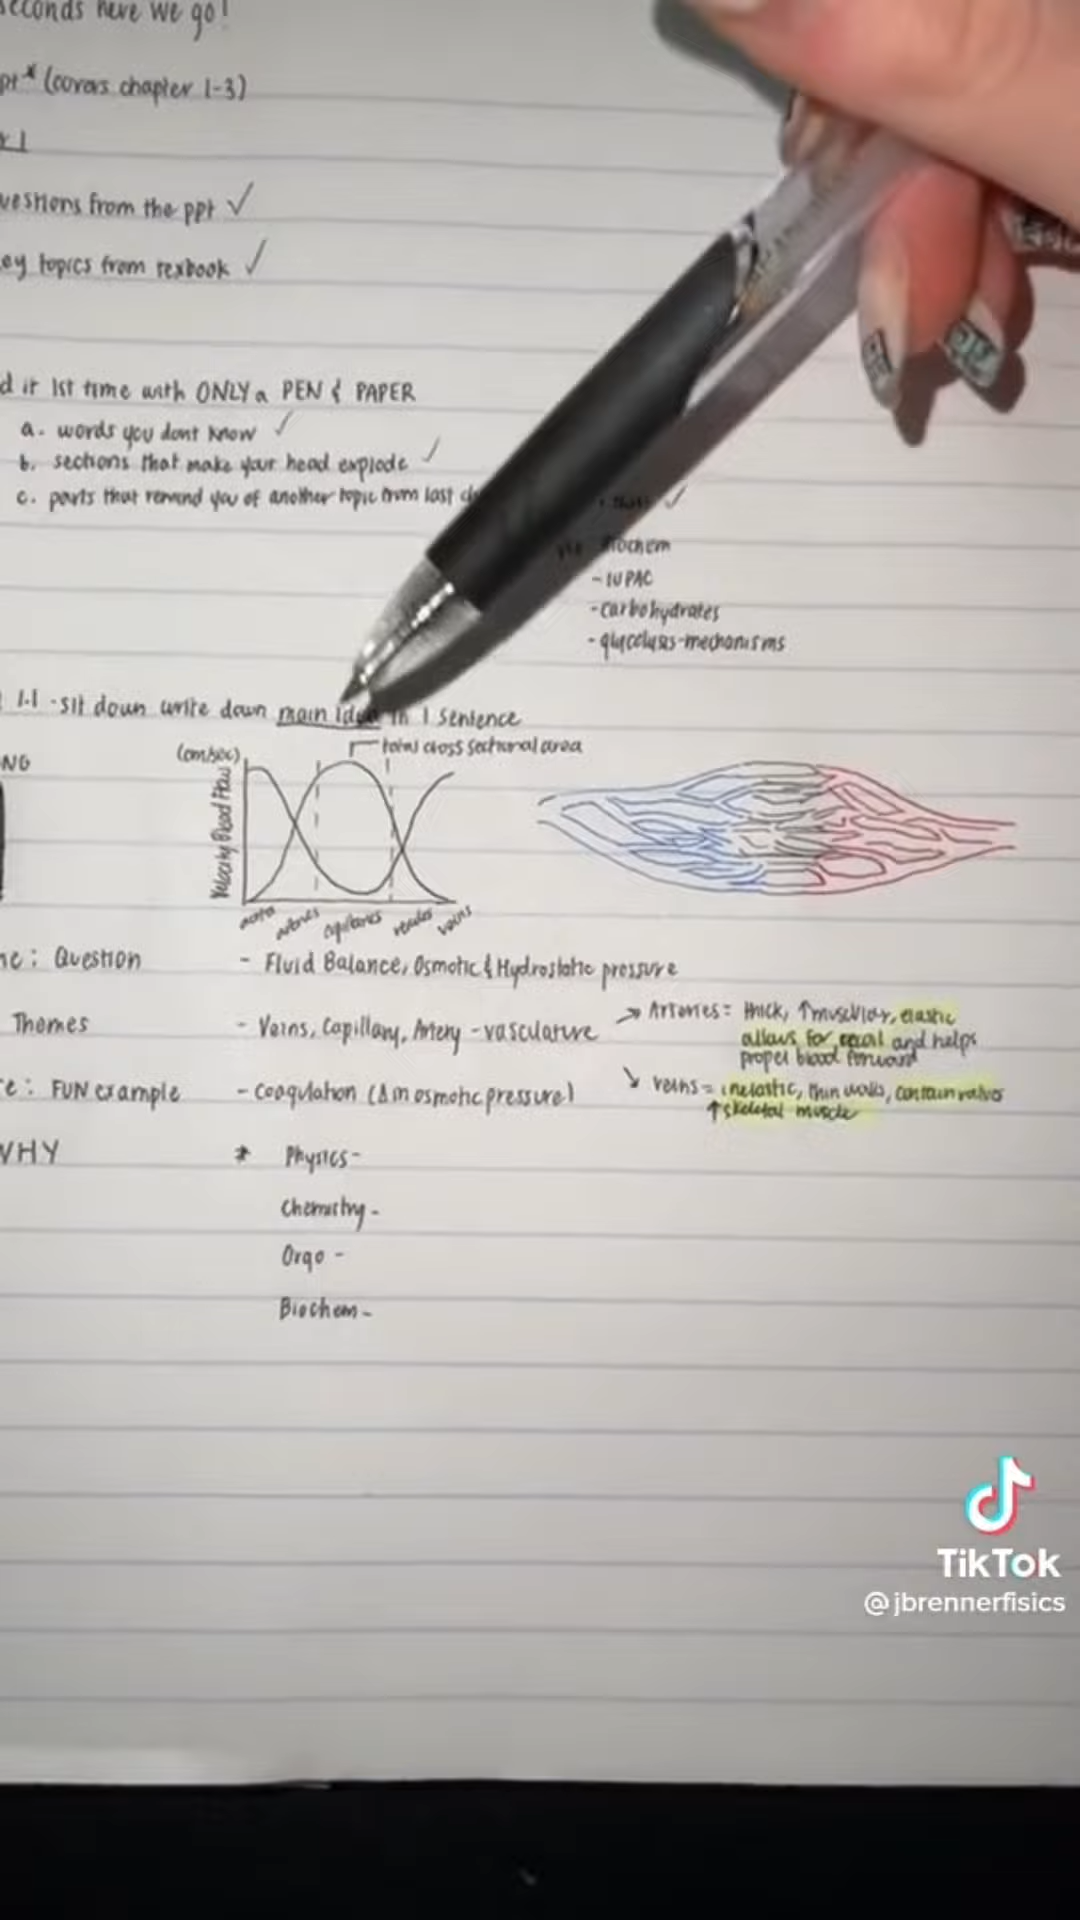 seconds here we go!
ppt* (covers chapter 1-3)
r 1
uestions from the ppt ✓
ey topics from texbook ✓
d it 1st time with ONLY a PEN & PAPER
a. words you dont know ✓
b. sections that make your head explode ✓
c. parts that remind you of another topic from last
Biochem
- IUPAC
- carbohydrates
- glycolysis-mechanisms
1.1 - sit down write down main idea in 1 sentence
total cross sectional area
(cm/sec)
NG
Velocity Blood Flow
aorta arteries capillaries veins
ne: Question
- Fluid Balance, Osmotic & Hydrostatic pressure
Themes
- Veins, Capillary, Artery - vasculature
→ Arteries = thick, ↑muscular, elastic
allows for recoil and helps
propel blood forward
e: FUN example
- Coagulation (Δ in osmotic pressure)
↘ veins = inelastic, thin walls, contain valves
↑skeletal muscle
WHY
* Physics -
Chemistry -
Orgo -
Biochem -
TikTok
@jbrennerfisics